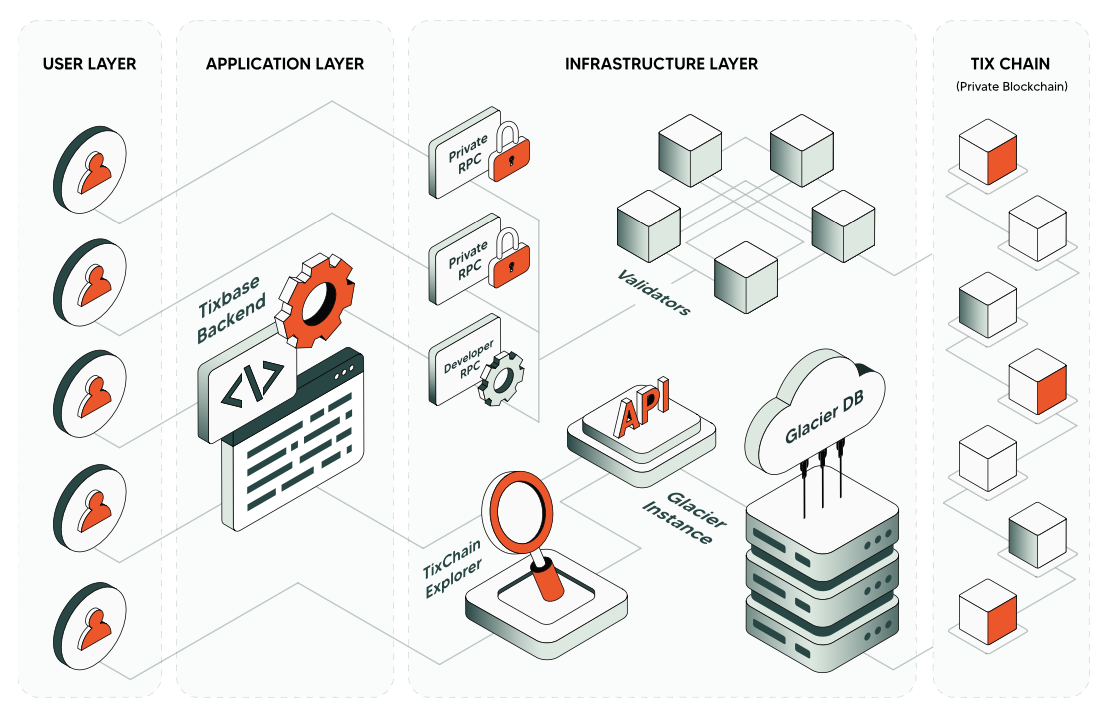 USER LAYER
APPLICATION LAYER
INFRASTRUCTURE LAYER
TIX CHAIN
(Private Blockchain)
Private
RPC
Private
RPC
Developer
RPC
Tixbase
Backend
</>
Validators
API
Glacier DB
Glacier
Instance
TixChain
Explorer